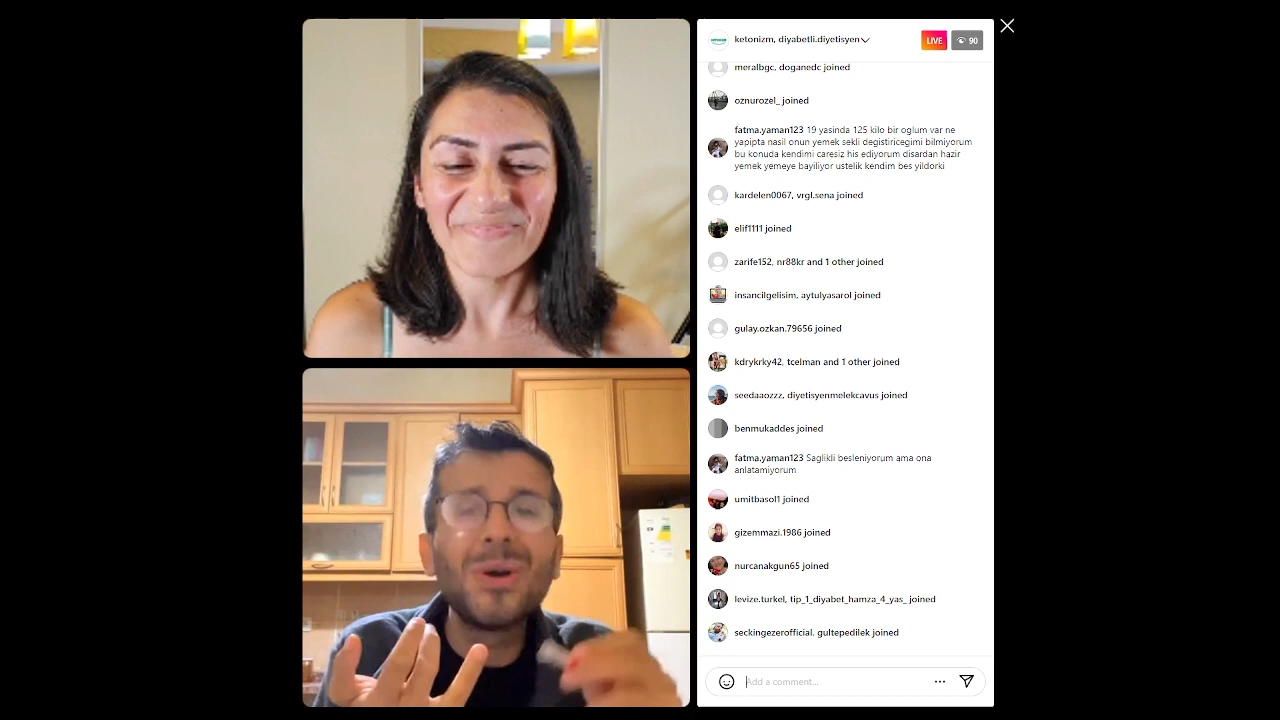 ketonizm, diyabetli.diyetisyen
LIVE
90
meralbgc, doganedc joined
oznurozel_ joined
fatma.yaman123 19 yasinda 125 kilo bir oglum var ne
yapipta nasil onun yemek sekli degistiricegimi bilmiyorum
bu konuda kendimi caresiz his ediyorum disardan hazir
yemek yemeye bayiliyor ustelik kendim bes yildorki
kardelen0067, vrgl.sena joined
elif1111 joined
zarife152, nr88kr and 1 other joined
insancilgelisim, aytulyasarol joined
gulay.ozkan.79656 joined
kdrykrky42, tcelman and 1 other joined
seedaaozzz, diyetisyenmelekcavus joined
benmukaddes joined
fatma.yaman123 Saglikli besleniyorum ama ona
anlatamiyorum
umitbasol1 joined
gizemmazi.1986 joined
nurcanakgun65 joined
levize.turkel, tip_1_diyabet_hamza_4_yas_ joined
seckingezerofficial, gultepedilek joined
Add a comment...